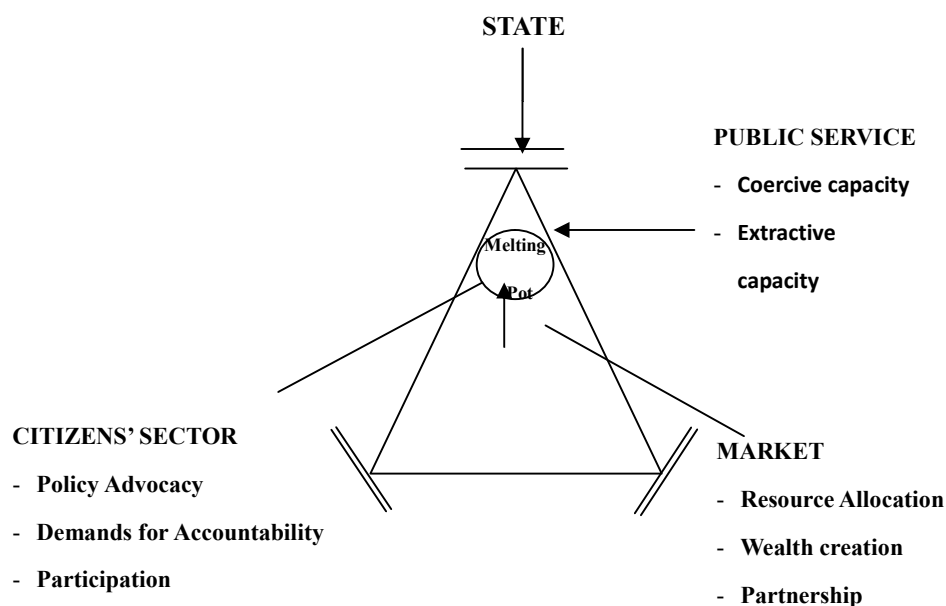 STATE
PUBLIC SERVICE
- Coercive capacity
- Extractive
capacity
Melting
Pot
CITIZENS’ SECTOR
- Policy Advocacy
- Demands for Accountability
- Participation
MARKET
- Resource Allocation
- Wealth creation
- Partnership